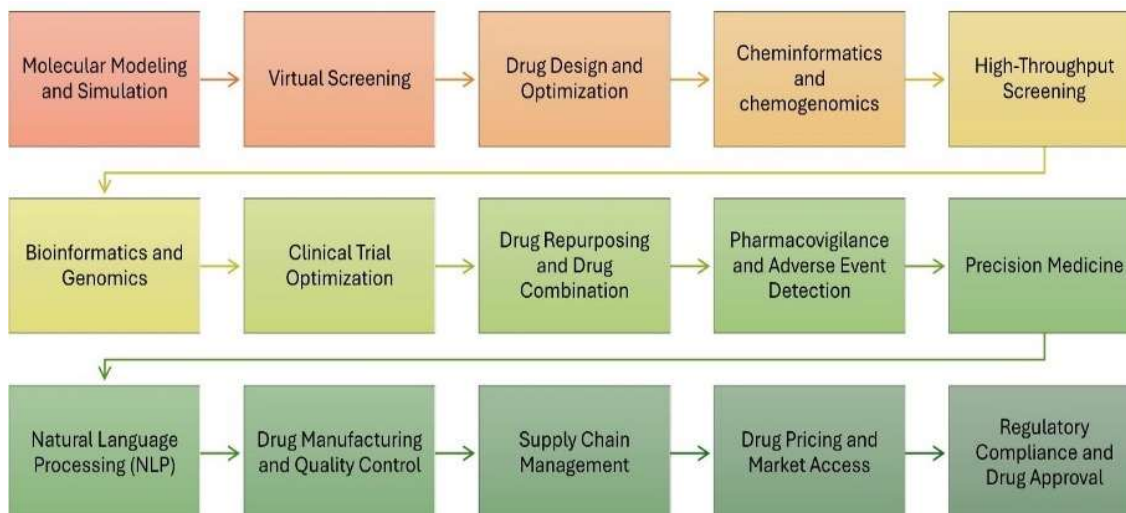 Molecular Modeling
and Simulation
Virtual Screening
Drug Design and
Optimization
Cheminformatics
and
chemogenomics
High-Throughput
Screening
Bioinformatics and
Genomics
Clinical Trial
Optimization
Drug Repurposing
and Drug
Combination
Pharmacovigilance
and Adverse Event
Detection
Precision Medicine
Natural Language
Processing (NLP)
Drug Manufacturing
and Quality Control
Supply Chain
Management
Drug Pricing and
Market Access
Regulatory
Compliance and
Drug Approval